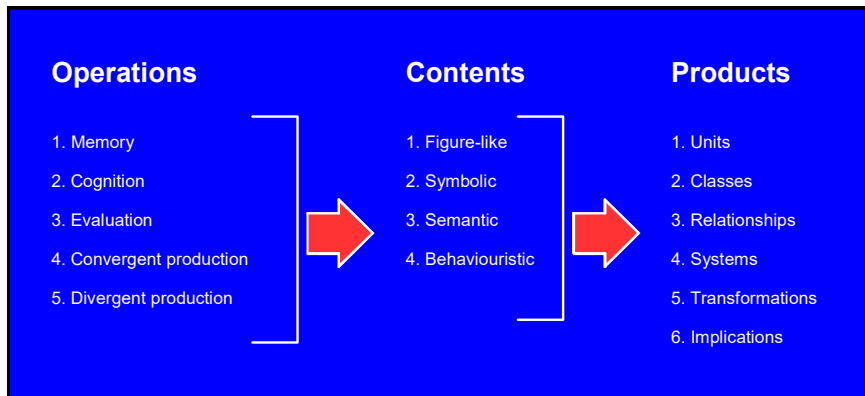 Operations
1. Memory
2. Cognition
3. Evaluation
4. Convergent production
5. Divergent production
Contents
1. Figure-like
2. Symbolic
3. Semantic
4. Behaviouristic
Products
1. Units
2. Classes
3. Relationships
4. Systems
5. Transformations
6. Implications